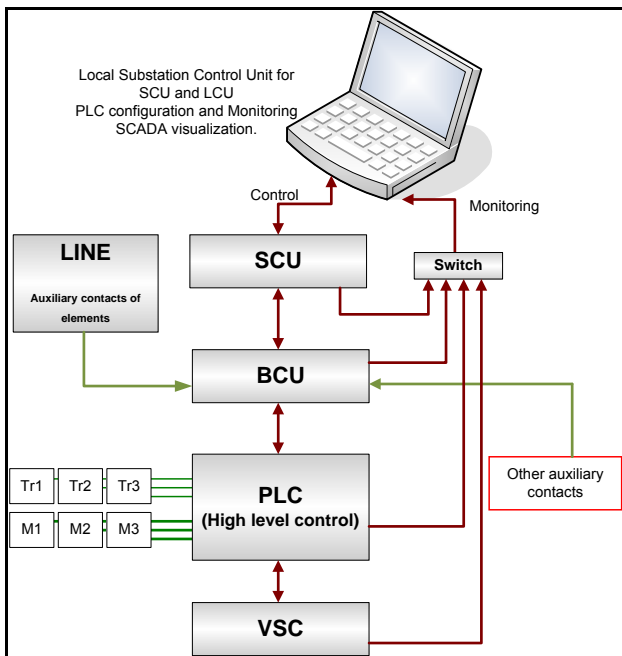 Local Substation Control Unit for
SCU and LCU
PLC configuration and Monitoring
SCADA visualization.
Control
Monitoring
LINE
Auxiliary contacts of
elements
SCU
Switch
BCU
Tr1 Tr2 Tr3
M1 M2 M3
PLC
(High level control)
Other auxiliary
contacts
VSC